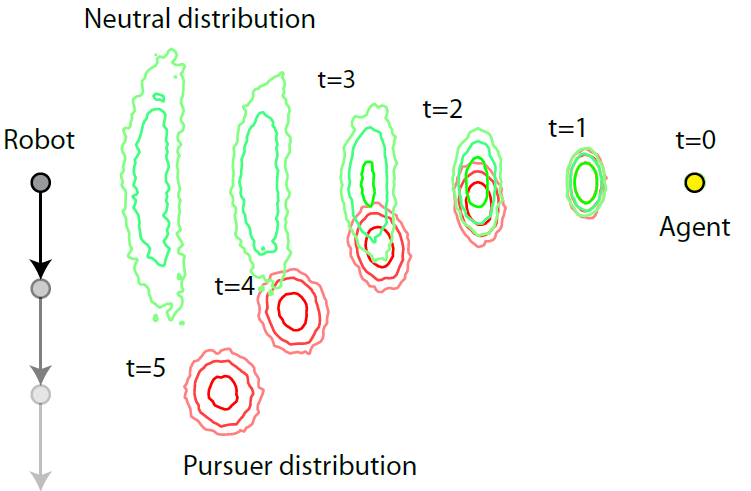 Neutral distribution
t=3
t=2
t=1
t=0
Robot
Agent
t=4
t=5
Pursuer distribution